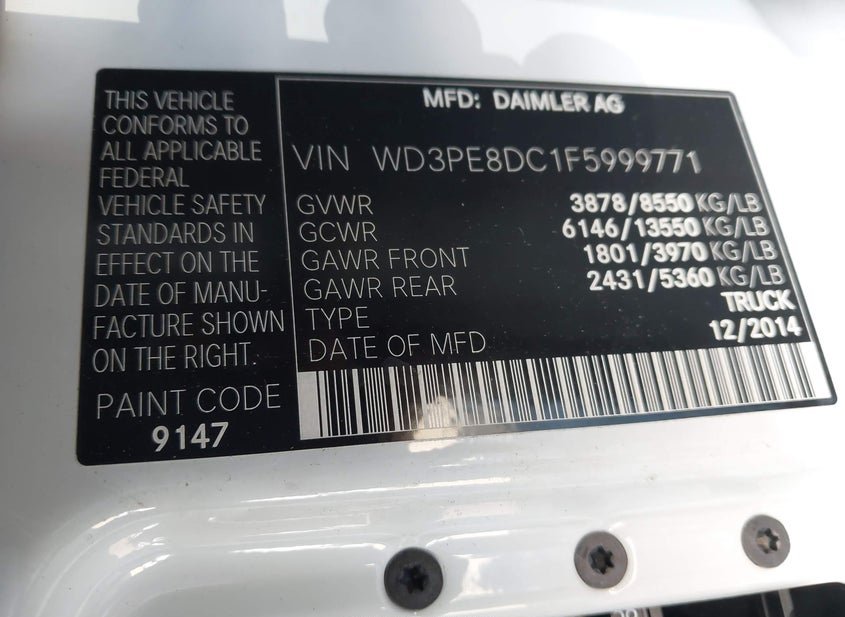 THIS VEHICLE
CONFORMS TO
ALL APPLICABLE
FEDERAL
VEHICLE SAFETY
STANDARDS IN
EFFECT ON THE
DATE OF MANU-
FACTURE SHOWN
ON THE RIGHT.
PAINT CODE
9147
MFD: DAIMLER AG
VIN WD3PE8DC1F5999771
GVWR 3878/8550 KG/LB
GCWR 6146/13550 KG/LB
GAWR FRONT 1801/3970 KG/LB
GAWR REAR 2431/5360 KG/LB
TYPE TRUCK
DATE OF MFD 12/2014